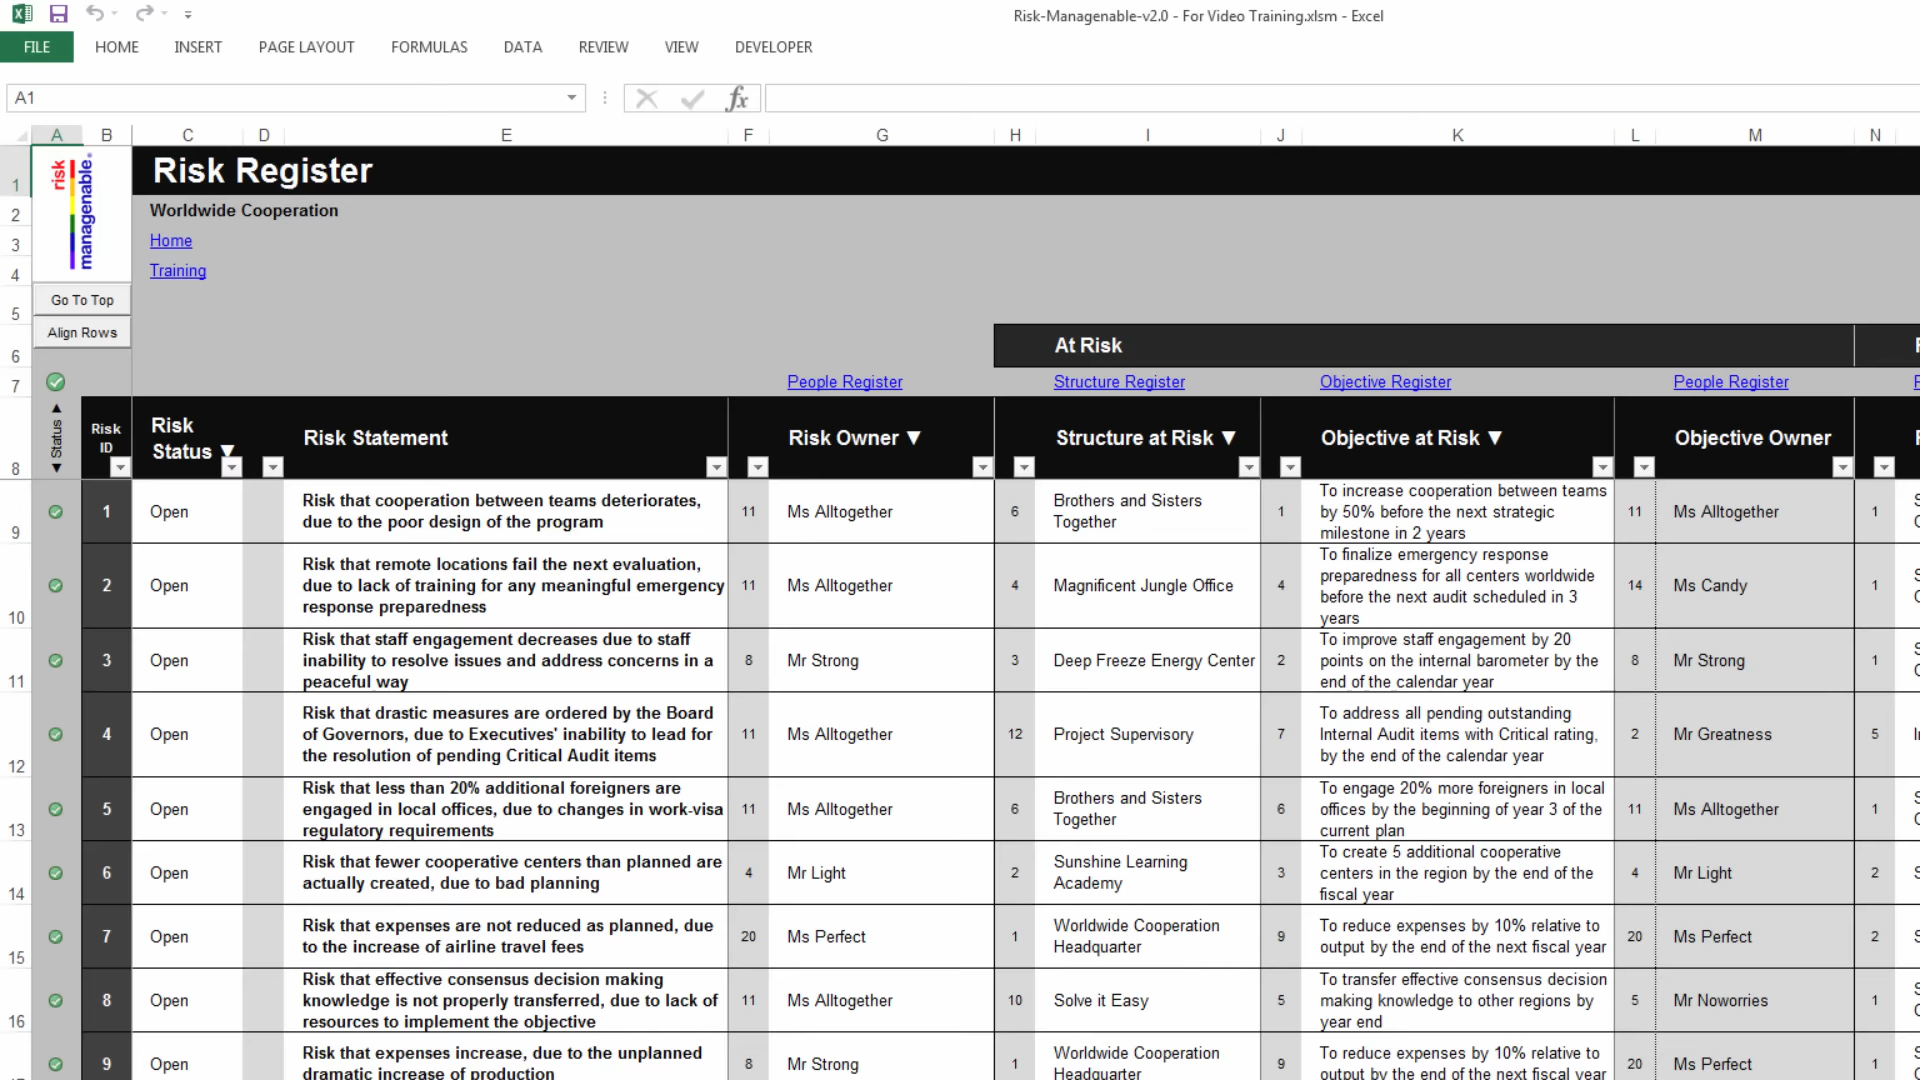 Risk-Managenable-v2.0 - For Video Training.xlsm - Excel
FILE HOME INSERT PAGE LAYOUT FORMULAS DATA REVIEW VIEW DEVELOPER
A1 fx
A B C D E F G H I J K L M N
risk managenable
1 Risk Register
2 Worldwide Cooperation
3 Home
4 Training
Go To Top
5
Align Rows
6 At Risk
7 People Register Structure Register Objective Register People Register
8 ◄ Status ► Risk ID Risk Status ▼ Risk Statement Risk Owner ▼ Structure at Risk ▼ Objective at Risk ▼ Objective Owner
9 1 Open
Risk that cooperation between teams deteriorates,
due to the poor design of the program
11 Ms Alltogether
6 Brothers and Sisters
Together
1 To increase cooperation between teams
by 50% before the next strategic
milestone in 2 years
11 Ms Alltogether 1
10 2 Open
Risk that remote locations fail the next evaluation,
due to lack of training for any meaningful emergency
response preparedness
11 Ms Alltogether
4 Magnificent Jungle Office
4 To finalize emergency response
preparedness for all centers worldwide
before the next audit scheduled in 3
years
14 Ms Candy 1
11 3 Open
Risk that staff engagement decreases due to staff
inability to resolve issues and address concerns in a
peaceful way
8 Mr Strong
3 Deep Freeze Energy Center
2 To improve staff engagement by 20
points on the internal barometer by the
end of the calendar year
8 Mr Strong 1
12 4 Open
Risk that drastic measures are ordered by the Board
of Governors, due to Executives' inability to lead for
the resolution of pending Critical Audit items
11 Ms Alltogether
12 Project Supervisory
7 To address all pending outstanding
Internal Audit items with Critical rating,
by the end of the calendar year
2 Mr Greatness 5
13 5 Open
Risk that less than 20% additional foreigners are
engaged in local offices, due to changes in work-visa
regulatory requirements
11 Ms Alltogether
6 Brothers and Sisters
Together
6 To engage 20% more foreigners in local
offices by the beginning of year 3 of the
current plan
11 Ms Alltogether 1
14 6 Open
Risk that fewer cooperative centers than planned are
actually created, due to bad planning
4 Mr Light
2 Sunshine Learning
Academy
3 To create 5 additional cooperative
centers in the region by the end of the
fiscal year
4 Mr Light 2
15 7 Open
Risk that expenses are not reduced as planned, due
to the increase of airline travel fees
20 Ms Perfect
1 Worldwide Cooperation
Headquarter
9 To reduce expenses by 10% relative to
output by the end of the next fiscal year
20 Ms Perfect 2
16 8 Open
Risk that effective consensus decision making
knowledge is not properly transferred, due to lack of
resources to implement the objective
11 Ms Alltogether
10 Solve it Easy
5 To transfer effective consensus decision
making knowledge to other regions by
year end
5 Mr Noworries 1
9 Open
Risk that expenses increase, due to the unplanned
dramatic increase of production
8 Mr Strong
1 Worldwide Cooperation
Headquarter
9 To reduce expenses by 10% relative to
output by the end of the next fiscal year
20 Ms Perfect 1